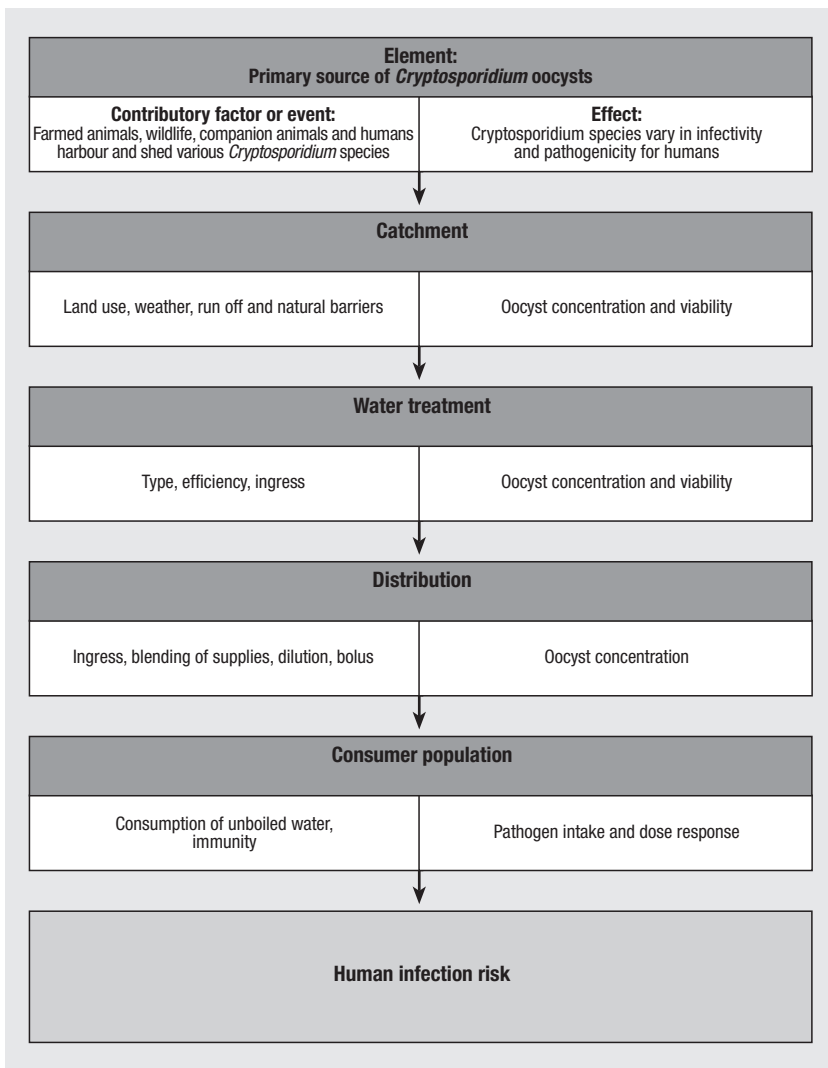 Element:
Primary source of Cryptosporidium oocysts
Contributory factor or event:
Farmed animals, wildlife, companion animals and humans
harbour and shed various Cryptosporidium species
Effect:
Cryptosporidium species vary in infectivity
and pathogenicity for humans
Catchment
Land use, weather, run off and natural barriers
Oocyst concentration and viability
Water treatment
Type, efficiency, ingress
Oocyst concentration and viability
Distribution
Ingress, blending of supplies, dilution, bolus
Oocyst concentration
Consumer population
Consumption of unboiled water,
immunity
Pathogen intake and dose response
Human infection risk